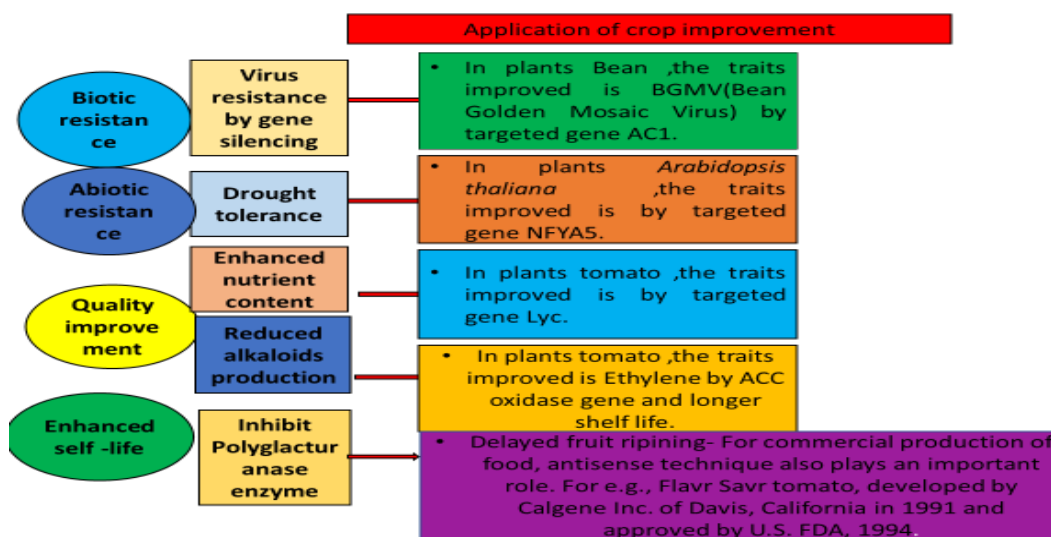 Application of crop improvement
Biotic
resistan
ce
Virus
resistance
by gene
silencing
• In plants Bean ,the traits
improved is BGMV(Bean
Golden Mosaic Virus) by
targeted gene AC1.
Abiotic
resistan
ce
Drought
tolerance
• In plants Arabidopsis
thaliana ,the traits
improved is by targeted
gene NFYA5.
Quality
improve
ment
Enhanced
nutrient
content
• In plants tomato ,the traits
improved is by targeted
gene Lyc.
Reduced
alkaloids
production
• In plants tomato ,the traits
improved is Ethylene by ACC
oxidase gene and longer
shelf life.
Enhanced
self -life
Inhibit
Polyglactur
anase
enzyme
• Delayed fruit ripining- For commercial production of
food, antisense technique also plays an important
role. For e.g., Flavr Savr tomato, developed by
Calgene Inc. of Davis, California in 1991 and
approved by U.S. FDA, 1994.